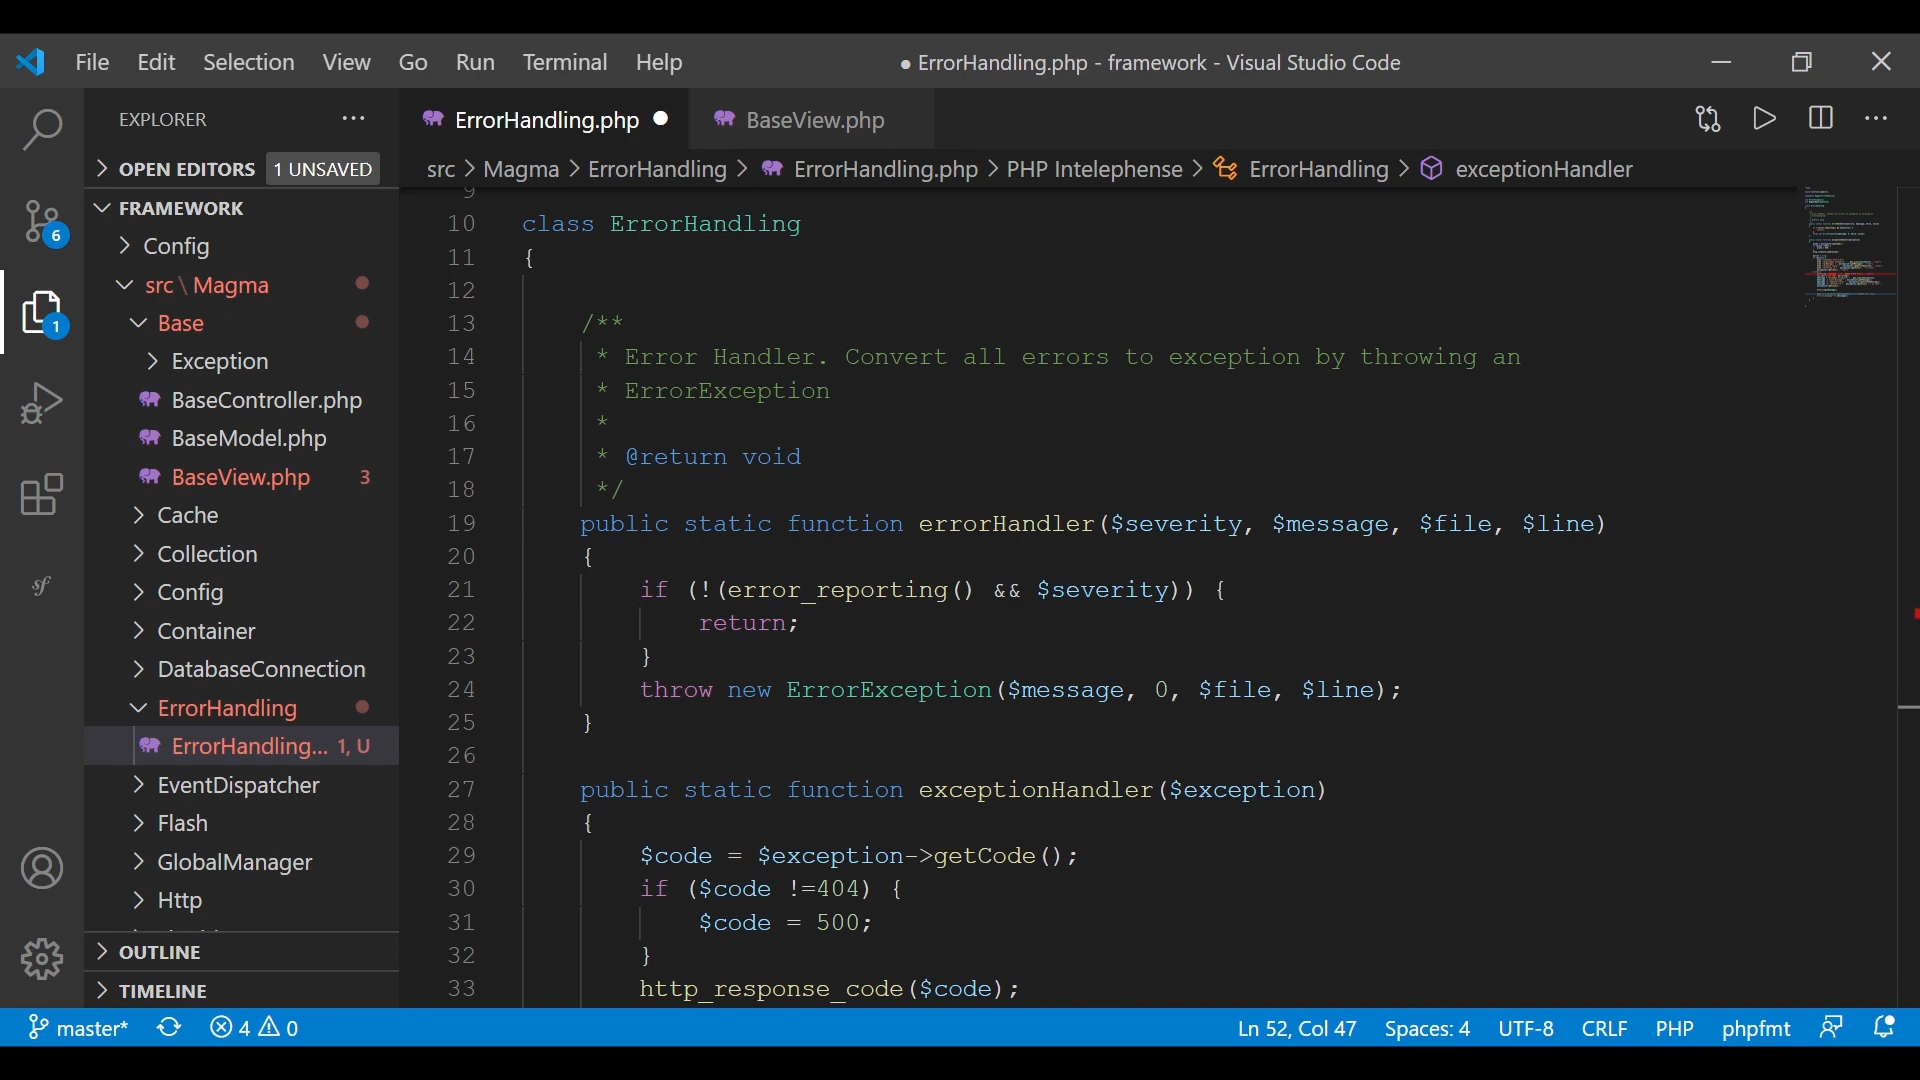 File Edit Selection View Go Run Terminal Help
● ErrorHandling.php - framework - Visual Studio Code
EXPLORER
ErrorHandling.php
BaseView.php
OPEN EDITORS 1 UNSAVED
src > Magma > ErrorHandling > ErrorHandling.php > PHP Intelephense > ErrorHandling > exceptionHandler
FRAMEWORK
Config
src \ Magma
Base
Exception
BaseController.php
BaseModel.php
BaseView.php 3
Cache
Collection
Config
Container
DatabaseConnection
ErrorHandling
ErrorHandling... 1, U
EventDispatcher
Flash
GlobalManager
Http
OUTLINE
TIMELINE
6
1
sf
9
10 class ErrorHandling
11 {
12
13 /**
14 * Error Handler. Convert all errors to exception by throwing an
15 * ErrorException
16 *
17 * @return void
18 */
19 public static function errorHandler($severity, $message, $file, $line)
20 {
21 if (!(error_reporting() && $severity)) {
22 return;
23 }
24 throw new ErrorException($message, 0, $file, $line);
25 }
26
27 public static function exceptionHandler($exception)
28 {
29 $code = $exception->getCode();
30 if ($code !=404) {
31 $code = 500;
32 }
33 http_response_code($code);
master* 4 0
Ln 52, Col 47 Spaces: 4 UTF-8 CRLF PHP phpfmt